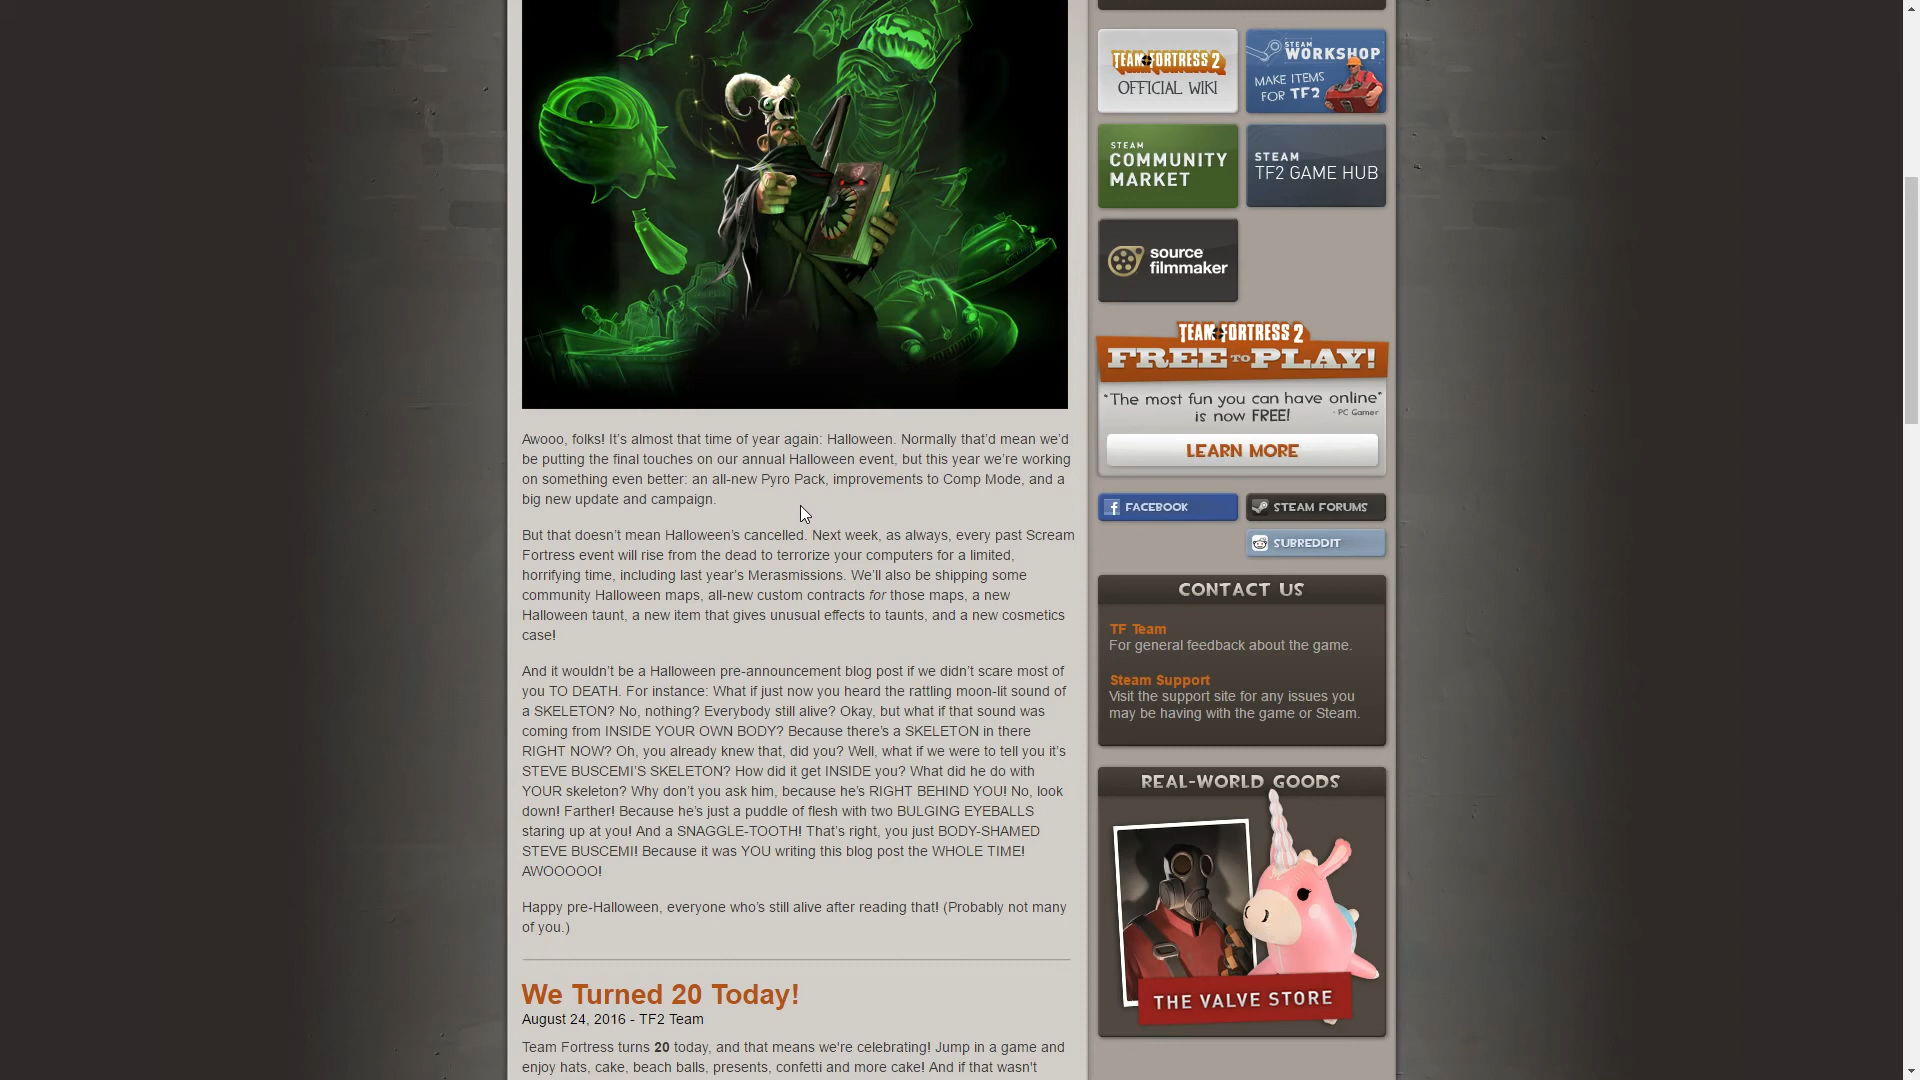 Awooo, folks! It's almost that time of year again: Halloween. Normally that'd mean we'd
be putting the final touches on our annual Halloween event, but this year we're working
on something even better: an all-new Pyro Pack, improvements to Comp Mode, and a
big new update and campaign.
But that doesn't mean Halloween's cancelled. Next week, as always, every past Scream
Fortress event will rise from the dead to terrorize your computers for a limited,
horrifying time, including last year's Merasmissions. We'll also be shipping some
community Halloween maps, all-new custom contracts for those maps, a new
Halloween taunt, a new item that gives unusual effects to taunts, and a new cosmetics
case!
And it wouldn't be a Halloween pre-announcement blog post if we didn't scare most of
you TO DEATH. For instance: What if just now you heard the rattling moon-lit sound of
a SKELETON? No, nothing? Everybody still alive? Okay, but what if that sound was
coming from INSIDE YOUR OWN BODY? Because there's a SKELETON in there
RIGHT NOW? Oh, you already knew that, did you? Well, what if we were to tell you it's
STEVE BUSCEMI'S SKELETON? How did it get INSIDE you? What did he do with
YOUR skeleton? Why don't you ask him, because he's RIGHT BEHIND YOU! No, look
down! Farther! Because he's just a puddle of flesh with two BULGING EYEBALLS
staring up at you! And a SNAGGLE-TOOTH! That's right, you just BODY-SHAMED
STEVE BUSCEMI! Because it was YOU writing this blog post the WHOLE TIME!
AWOOOOO!
Happy pre-Halloween, everyone who's still alive after reading that! (Probably not many
of you.)
We Turned 20 Today!
August 24, 2016 - TF2 Team
Team Fortress turns 20 today, and that means we're celebrating! Jump in a game and
enjoy hats, cake, beach balls, presents, confetti and more cake! And if that wasn't
TEAM FORTRESS 2
OFFICIAL WIKI
STEAM
WORKSHOP
MAKE ITEMS
FOR TF2
STEAM
COMMUNITY
MARKET
STEAM
TF2 GAME HUB
source
filmmaker
TEAM FORTRESS 2
FREE TO PLAY!
"The most fun you can have online"
is now FREE! - PC Gamer
LEARN MORE
FACEBOOK
STEAM FORUMS
SUBREDDIT
CONTACT US
TF Team
For general feedback about the game.
Steam Support
Visit the support site for any issues you
may be having with the game or Steam.
REAL-WORLD GOODS
THE VALVE STORE